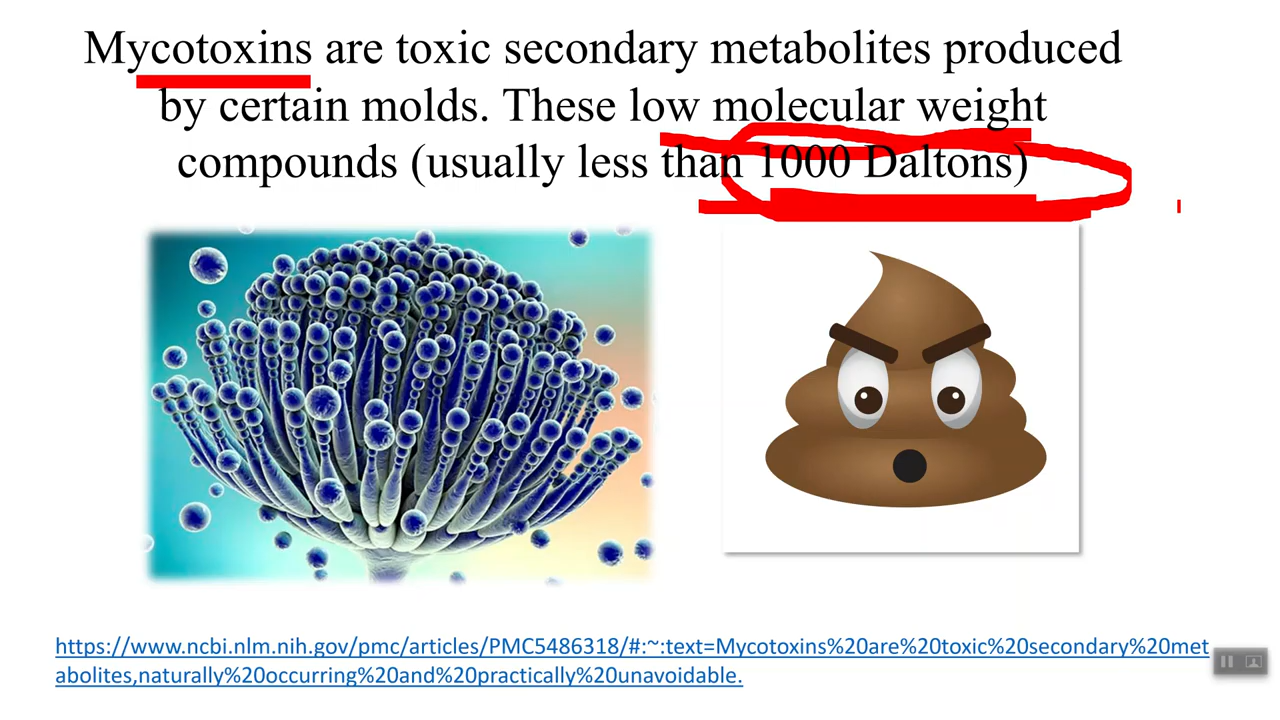 Mycotoxins are toxic secondary metabolites produced
by certain molds. These low molecular weight
compounds (usually less than 1000 Daltons)
https://www.ncbi.nlm.nih.gov/pmc/articles/PMC5486318/#:~:text=Mycotoxins%20are%20toxic%20secondary%20met
abolites,naturally%20occurring%20and%20practically%20unavoidable.